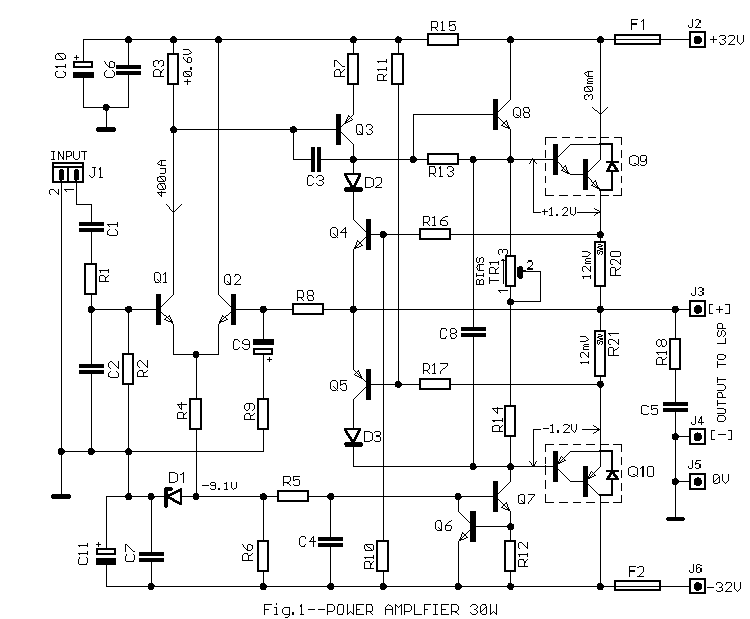 R15
F1
J2
+32V
C10
+
C6
R3
+0.6V
R7
R11
30mA
Q8
Q3
INPUT
J1
2
1
C3
R13
Q9
D2
400uA
+1.2V
C1
Q4
R16
BIAS
TR1
3
2
1
12mV
5W
R20
R1
Q1
Q2
R8
J3
[+]
C9
+
C8
12mV
5W
R21
R18
OUTPUT TO LSP
C2
R2
Q5
R17
R4
R9
R14
C5
J4
[-]
D3
-1.2V
D1
-9.1V
R5
Q7
Q10
J5
0V
C11
+
C7
R6
C4
R10
Q6
R12
F2
J6
-32V
Fig.1--POWER AMPLFIER 30W